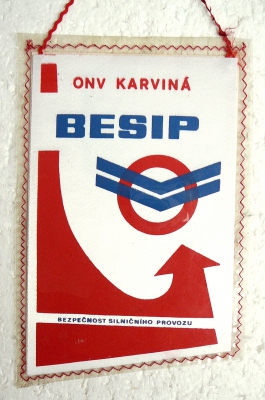 ONV KARVINÁ
BESIP
BEZPEČNOST SILNIČNÍHO PROVOZU